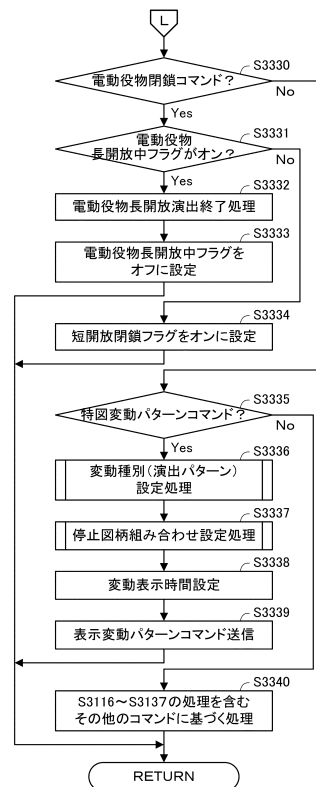 L
S3330
電動役物閉鎖コマンド？
No
Yes
S3331
電動役物
長開放中フラグがオン？
No
Yes
S3332
電動役物長開放演出終了処理
S3333
電動役物長開放中フラグを
オフに設定
S3334
短開放閉鎖フラグをオンに設定
S3335
特図変動パターンコマンド？
No
Yes
S3336
変動種別（演出パターン）
設定処理
S3337
停止図柄組み合わせ設定処理
S3338
変動表示時間設定
S3339
表示変動パターンコマンド送信
S3340
S3116～S3137の処理を含む
その他のコマンドに基づく処理
RETURN